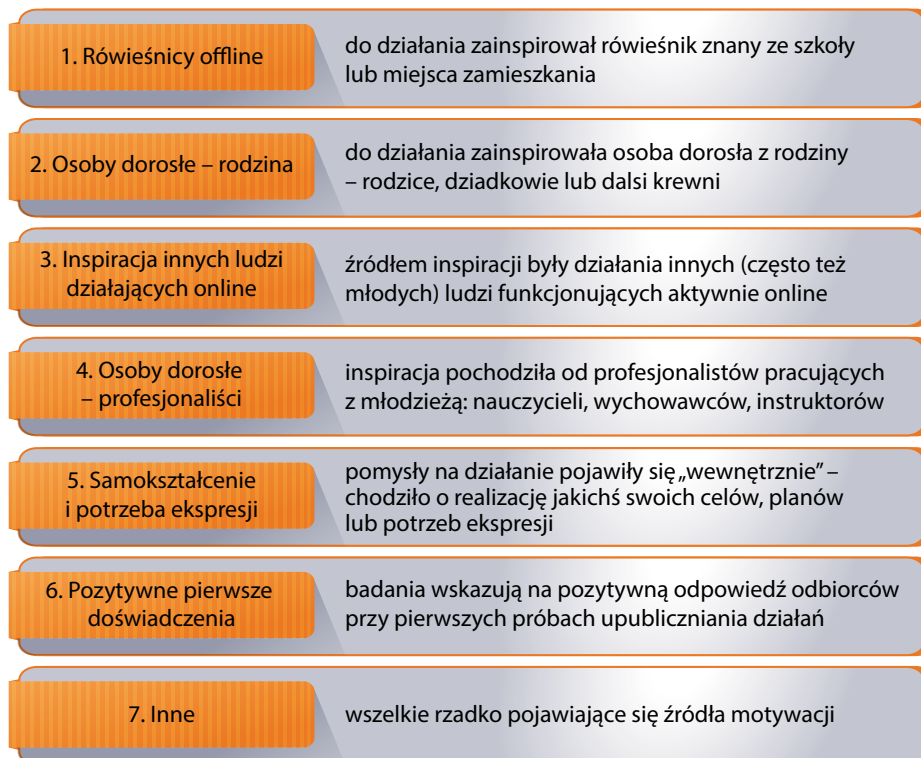 1. Rówieśnicy offline
do działania zainspirował rówieśnik znany ze szkoły
lub miejsca zamieszkania
2. Osoby dorosłe – rodzina
do działania zainspirowała osoba dorosła z rodziny
– rodzice, dziadkowie lub dalsi krewni
3. Inspiracja innych ludzi
działających online
źródłem inspiracji były działania innych (często też
młodych) ludzi funkcjonujących aktywnie online
4. Osoby dorosłe
– profesjonaliści
inspiracja pochodziła od profesjonalistów pracujących
z młodzieżą: nauczycieli, wychowawców, instruktorów
5. Samokształcenie
i potrzeba ekspresji
pomysły na działanie pojawiły się „wewnętrznie” –
chodziło o realizację jakichś swoich celów, planów
lub potrzeb ekspresji
6. Pozytywne pierwsze
doświadczenia
badania wskazują na pozytywną odpowiedź odbiorców
przy pierwszych próbach upubliczniania działań
7. Inne
wszelkie rzadko pojawiające się źródła motywacji